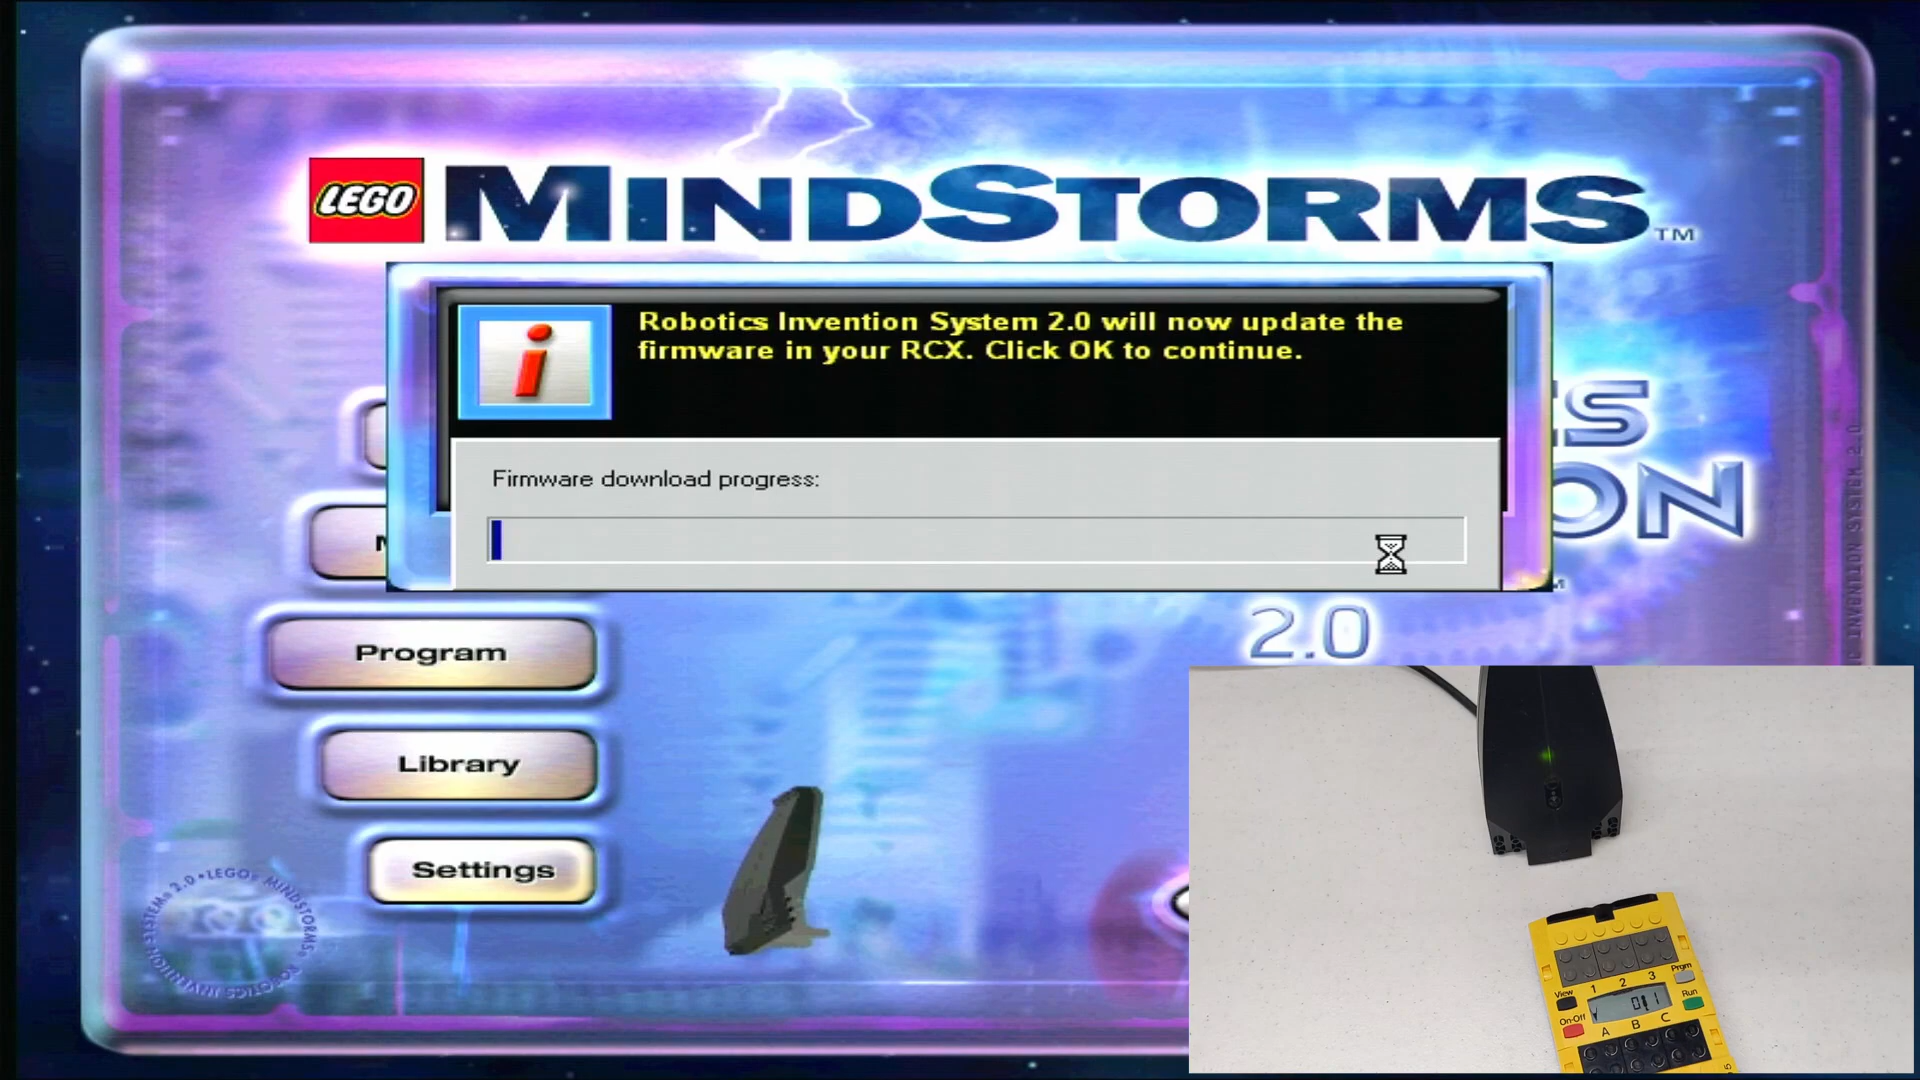 LEGO MINDSTORMS TM
Robotics Invention System 2.0 will now update the
firmware in your RCX. Click OK to continue.
Firmware download progress:
2.0
Program
Library
Settings
View
1 2 3
Prgm
On-Off
Run
A B C